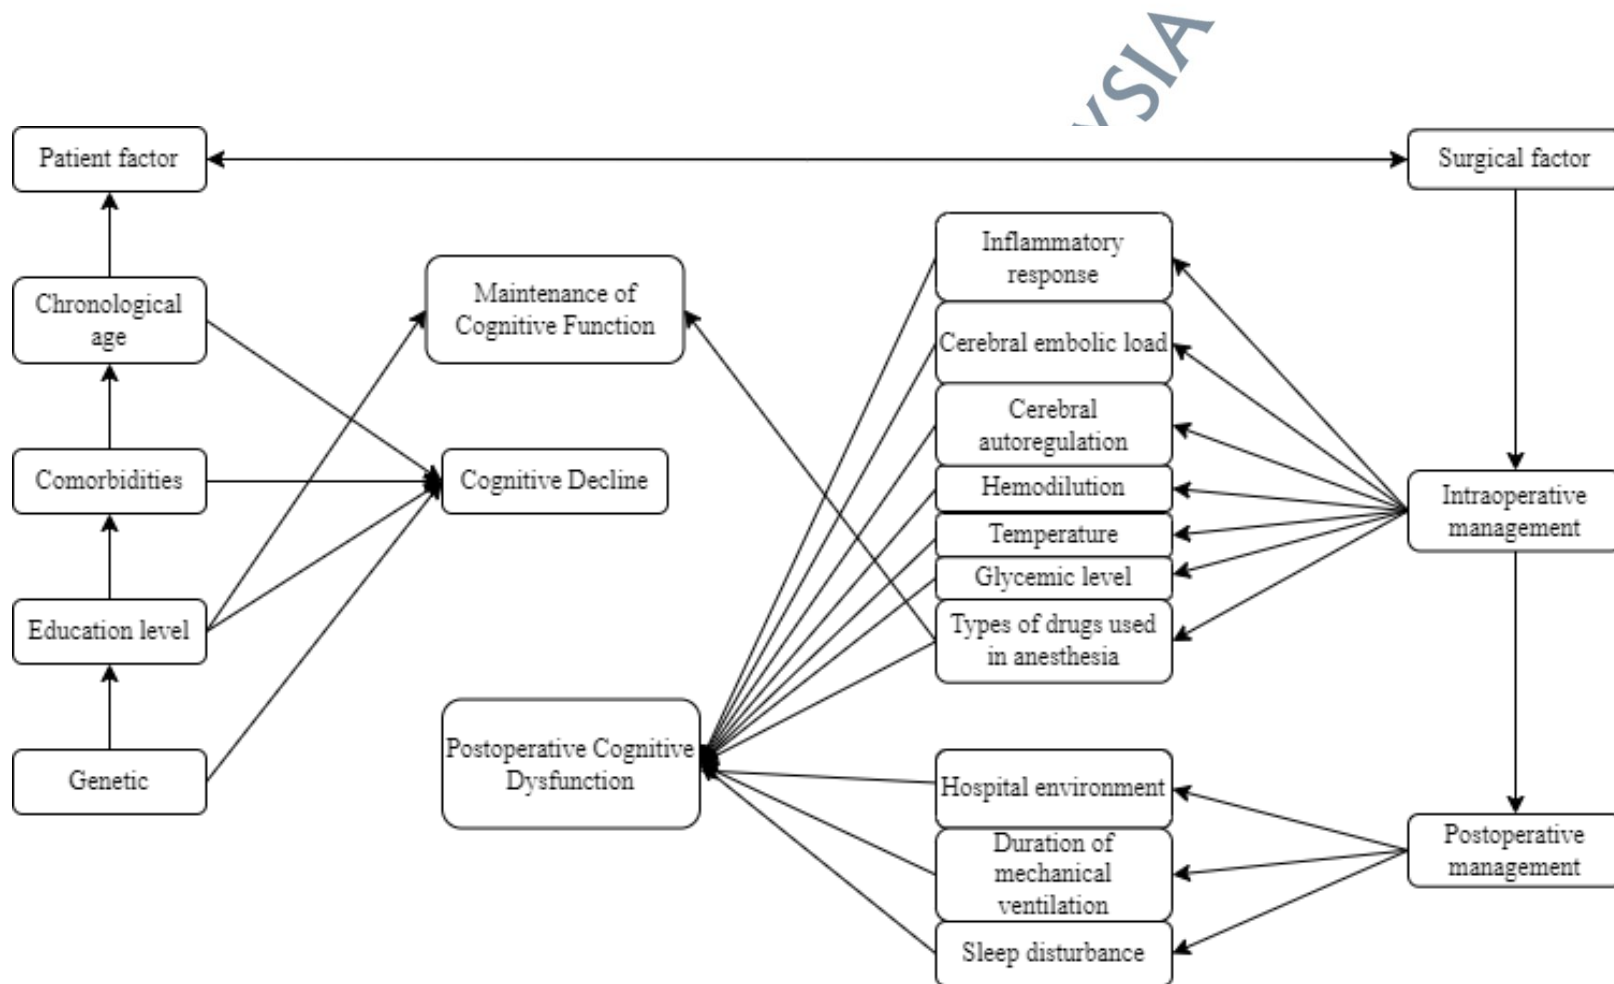 YSIA
Patient factor
Surgical factor
Chronological
age
Comorbidities
Education level
Genetic
Maintenance of
Cognitive Function
Cognitive Decline
Postoperative Cognitive
Dysfunction
Inflammatory
response
Cerebral embolic load
Cerebral
autoregulation
Hemodilution
Temperature
Glycemic level
Types of drugs used
in anesthesia
Hospital environment
Duration of
mechanical
ventilation
Sleep disturbance
Intraoperative
management
Postoperative
management